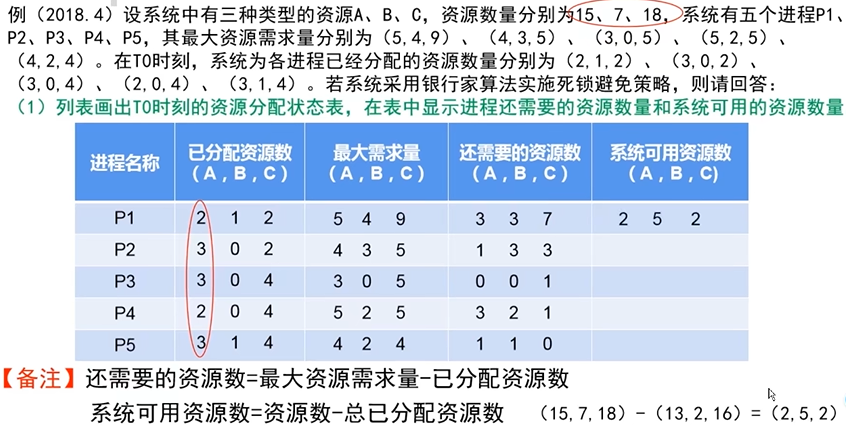 例（2018.4）设系统中有三种类型的资源A、B、C，资源数量分别为15、7、18，系统有五个进程P1、
P2、P3、P4、P5，其最大资源需求量分别为（5,4,9）、（4,3,5）、（3,0,5）、（5,2,5）、
（4,2,4）。在T0时刻，系统为各进程已经分配的资源数量分别为（2,1,2）、（3,0,2）、
（3,0,4）、（2,0,4）、（3,1,4）。若系统采用银行家算法实施死锁避免策略，则请回答：
（1）列表画出T0时刻的资源分配状态表，在表中显示进程还需要的资源数量和系统可用的资源数量
进程名称 已分配资源数（A，B，C） 最大需求量（A，B，C） 还需要的资源数（A，B，C） 系统可用资源数（A，B，C）
P1 2 1 2 5 4 9 3 3 7 2 5 2
P2 3 0 2 4 3 5 1 3 3
P3 3 0 4 3 0 5 0 0 1
P4 2 0 4 5 2 5 3 2 1
P5 3 1 4 4 2 4 1 1 0
【备注】还需要的资源数=最大资源需求量-已分配资源数
系统可用资源数=资源数-总已分配资源数 （15,7,18）-（13,2,16）=（2,5,2）